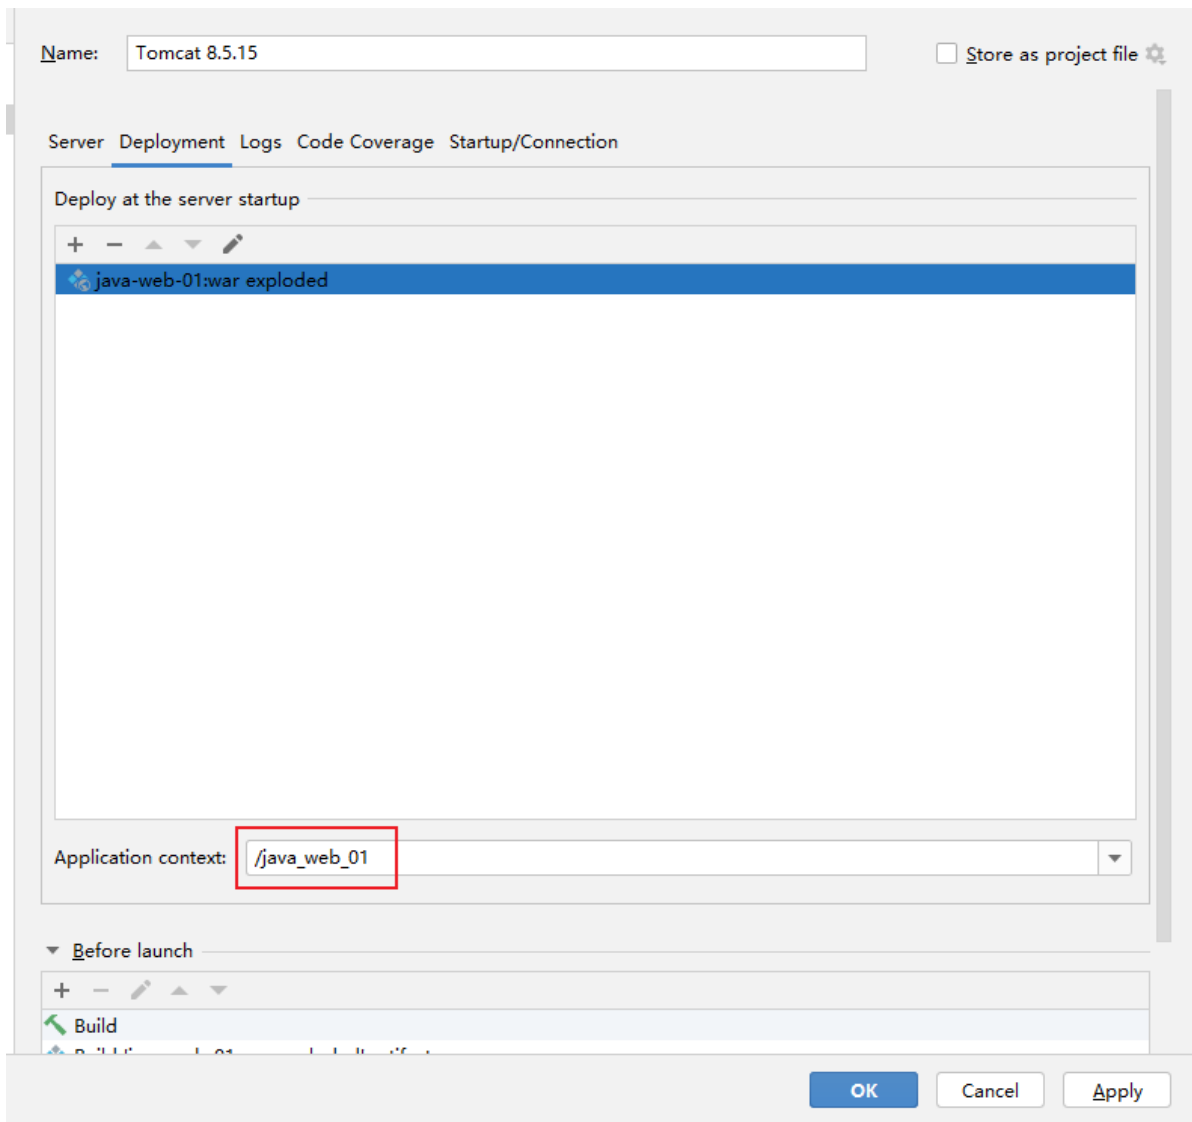 Name: Tomcat 8.5.15 Store as project file
Server Deployment Logs Code Coverage Startup/Connection
Deploy at the server startup
java-web-01:war exploded
Application context: /java_web_01
Before launch
Build
OK Cancel Apply